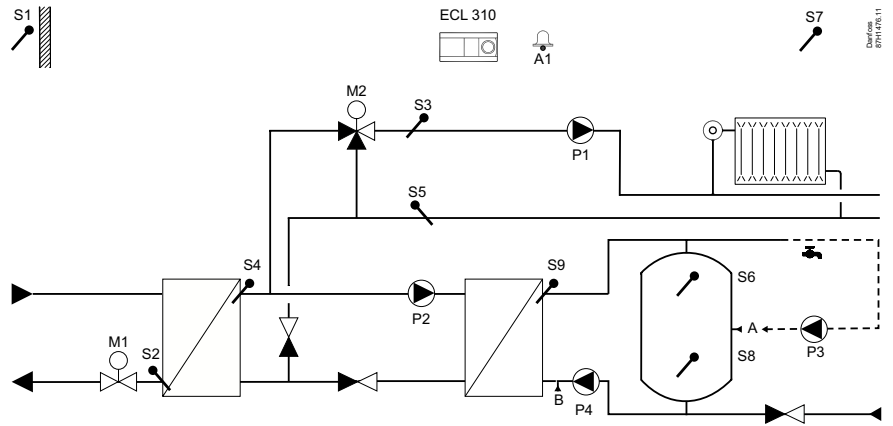 S1
ECL 310
A1
S7
Danfoss
87H1476.11
M2
S3
P1
S5
S4
S9
P2
S6
A
P3
S8
M1
S2
B
P4